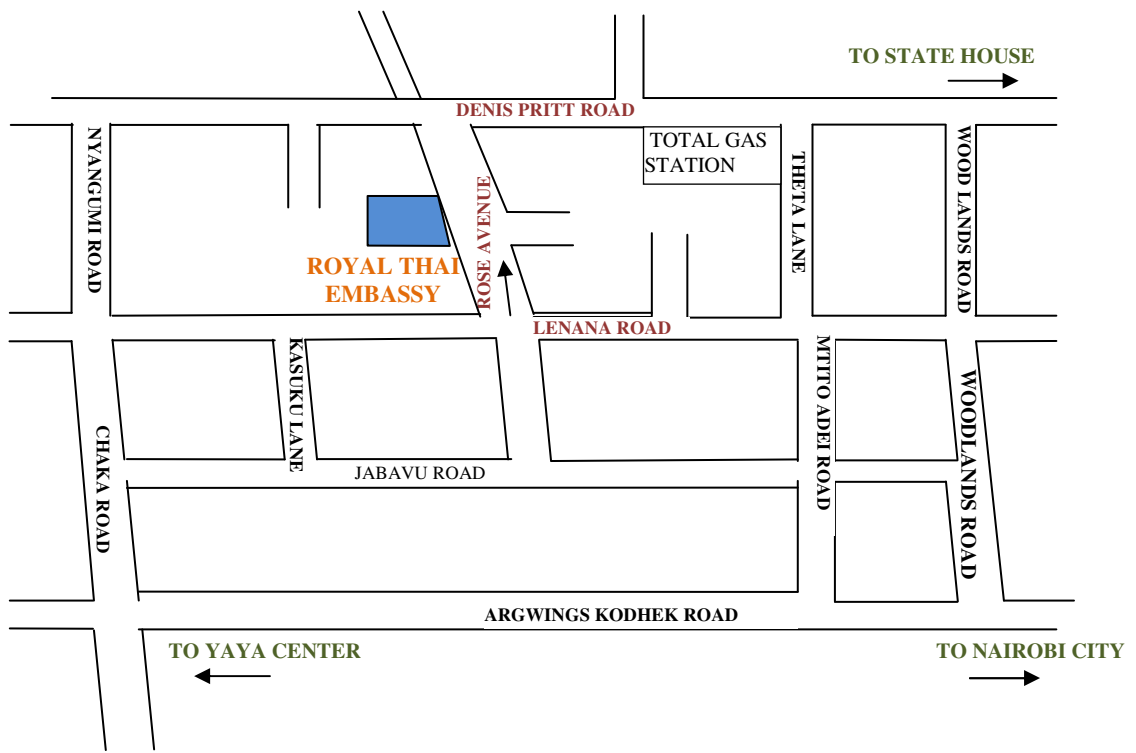 TO STATE HOUSE
DENIS PRITT ROAD
NYANGUMI ROAD
TOTAL GAS
STATION
THETA LANE
WOOD LANDS ROAD
ROSE AVENUE
ROYAL THAI
EMBASSY
LENANA ROAD
KASUKU LANE
MTITO ADEI ROAD
WOODLANDS ROAD
CHAKA ROAD
JABAVU ROAD
ARGWINGS KODHEK ROAD
TO YAYA CENTER
TO NAIROBI CITY